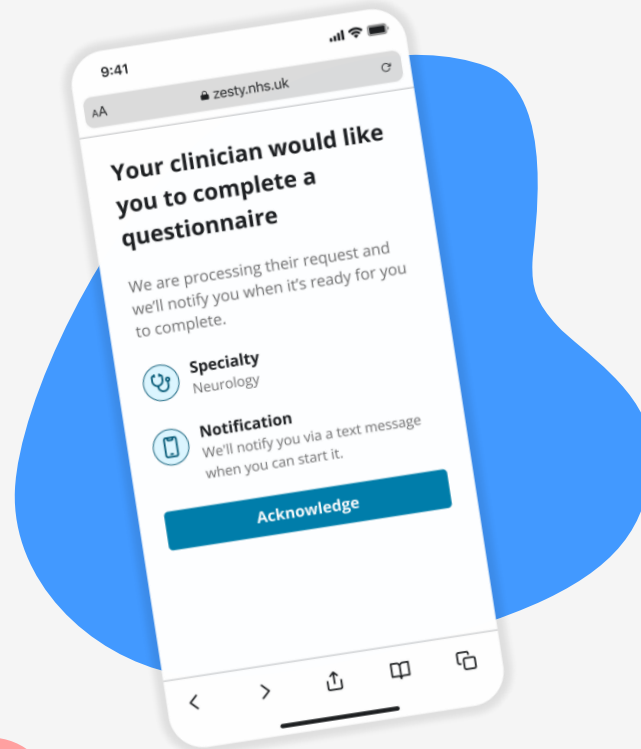 9:41
AA zesty.nhs.uk
Your clinician would like
you to complete a
questionnaire
We are processing their request and
we'll notify you when it's ready for you
to complete.
Specialty
Neurology
Notification
We'll notify you via a text message
when you can start it.
Acknowledge